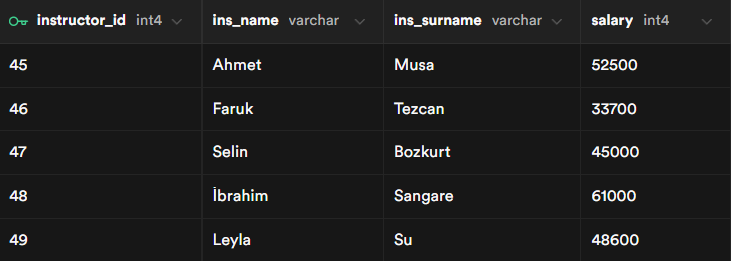 instructor_id int4 ins_name varchar ins_surname varchar salary int4
45 Ahmet Musa 52500
46 Faruk Tezcan 33700
47 Selin Bozkurt 45000
48 İbrahim Sangare 61000
49 Leyla Su 48600